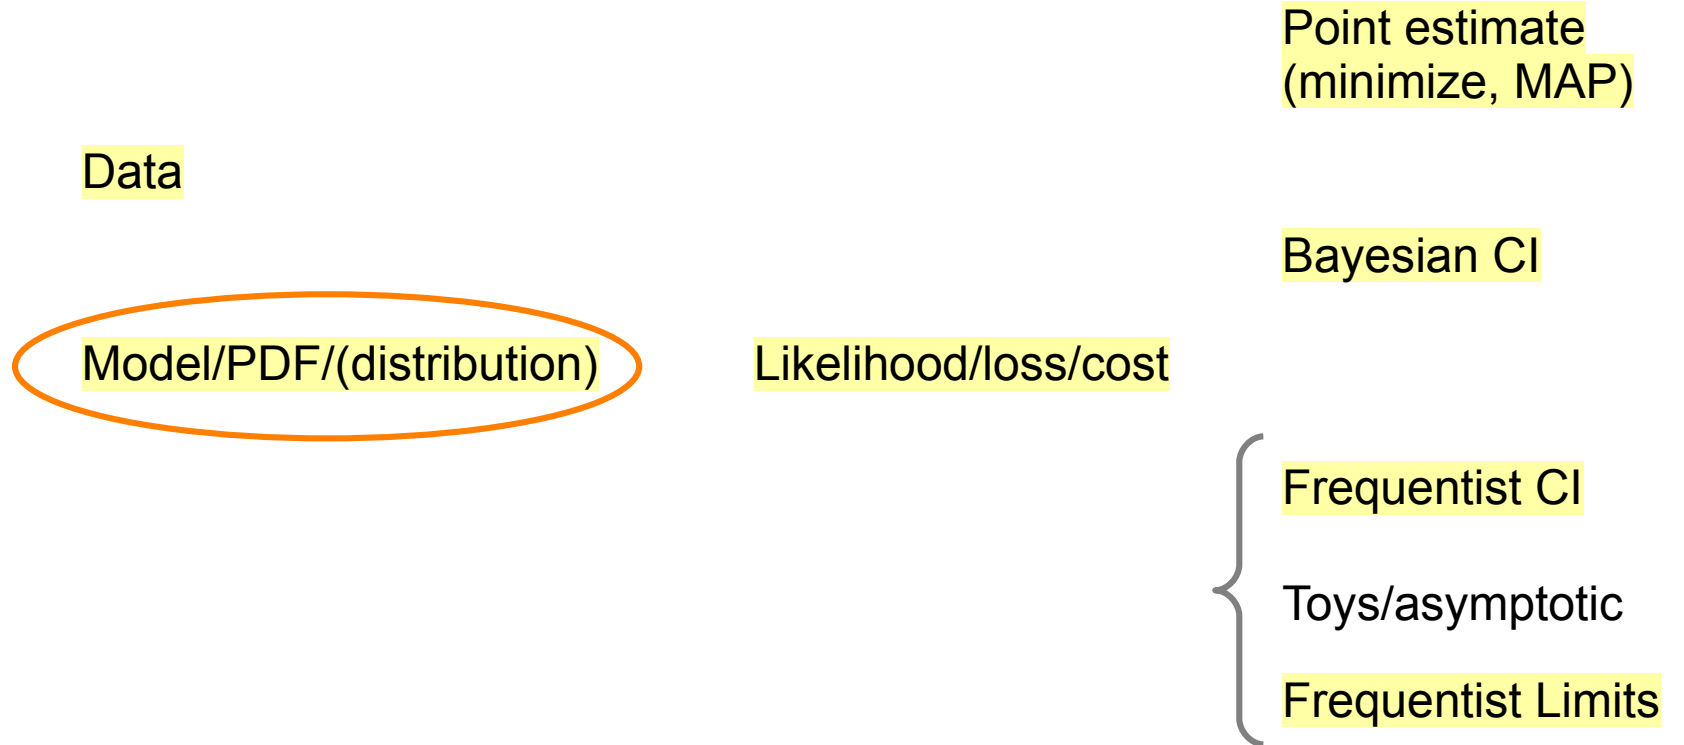 Point estimate
(minimize, MAP)
Data
Bayesian CI
Model/PDF/(distribution)
Likelihood/loss/cost
Frequentist CI
Toys/asymptotic
Frequentist Limits